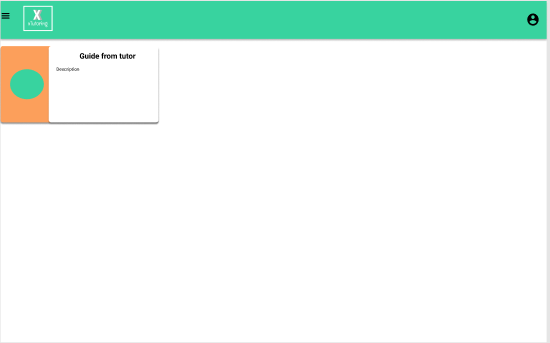 X
xTutoring
Guide from tutor
Description